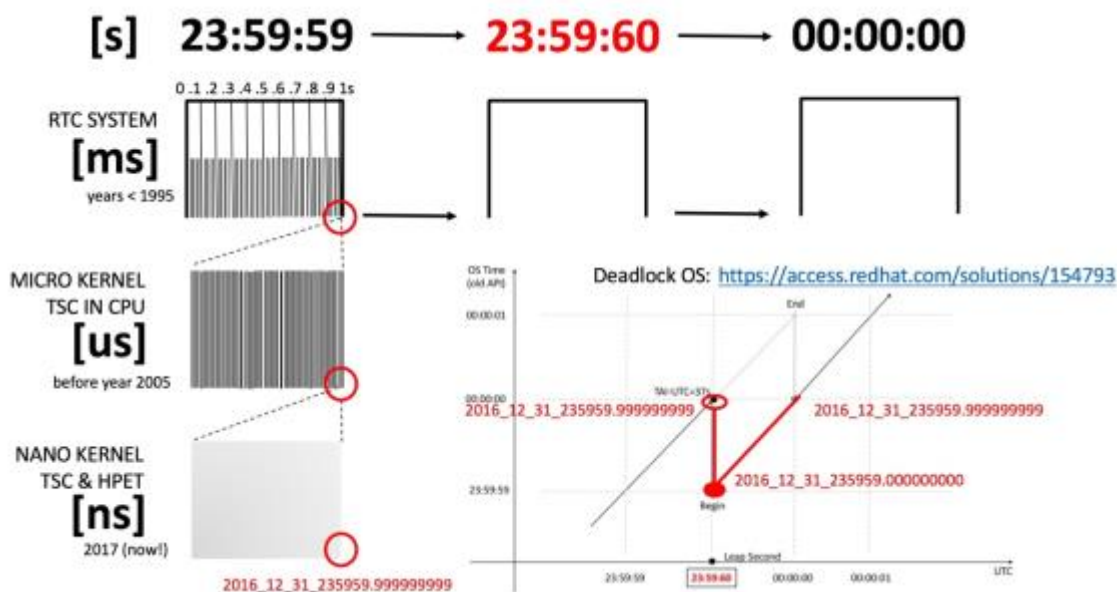 [s] 23:59:59 23:59:60 00:00:00
0 .1 .2 .3 .4 .5 .6 .7 .8 .9 1s
RTC SYSTEM
[ms]
years < 1995
MICRO KERNEL
TSC IN CPU
[us]
before year 2005
NANO KERNEL
TSC & HPET
[ns]
2017 (now!)
2016_12_31_235959.999999999
Deadlock OS: https://access.redhat.com/solutions/154793
OS Time
(old API)
00:00:01
End
TAI-UTC=37s
00:00:00
2016_12_31_235959.999999999
2016_12_31_235959.999999999
2016_12_31_235959.000000000
23:59:59
Begin
Leap Second
23:59:59 23:59:60 00:00:00 00:00:01
UTC